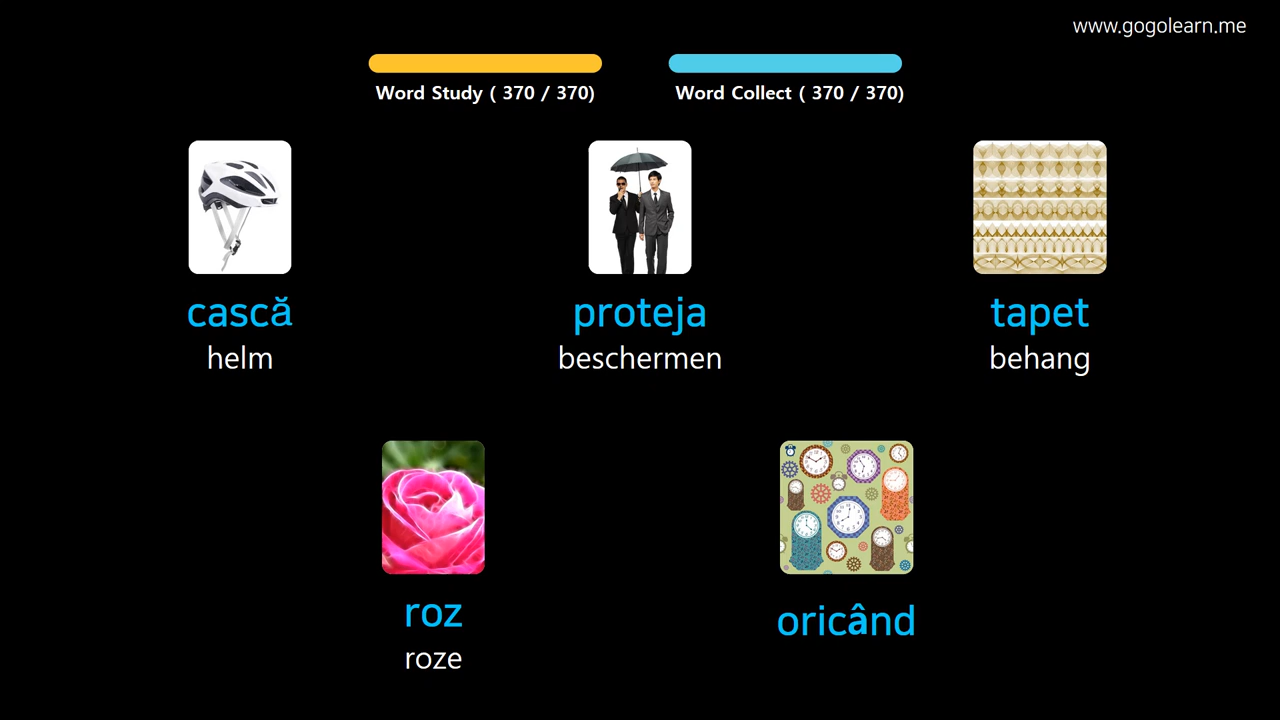 www.gogolearn.me
Word Study ( 370 / 370)
Word Collect ( 370 / 370)
cască
helm
proteja
beschermen
tapet
behang
roz
roze
oricând